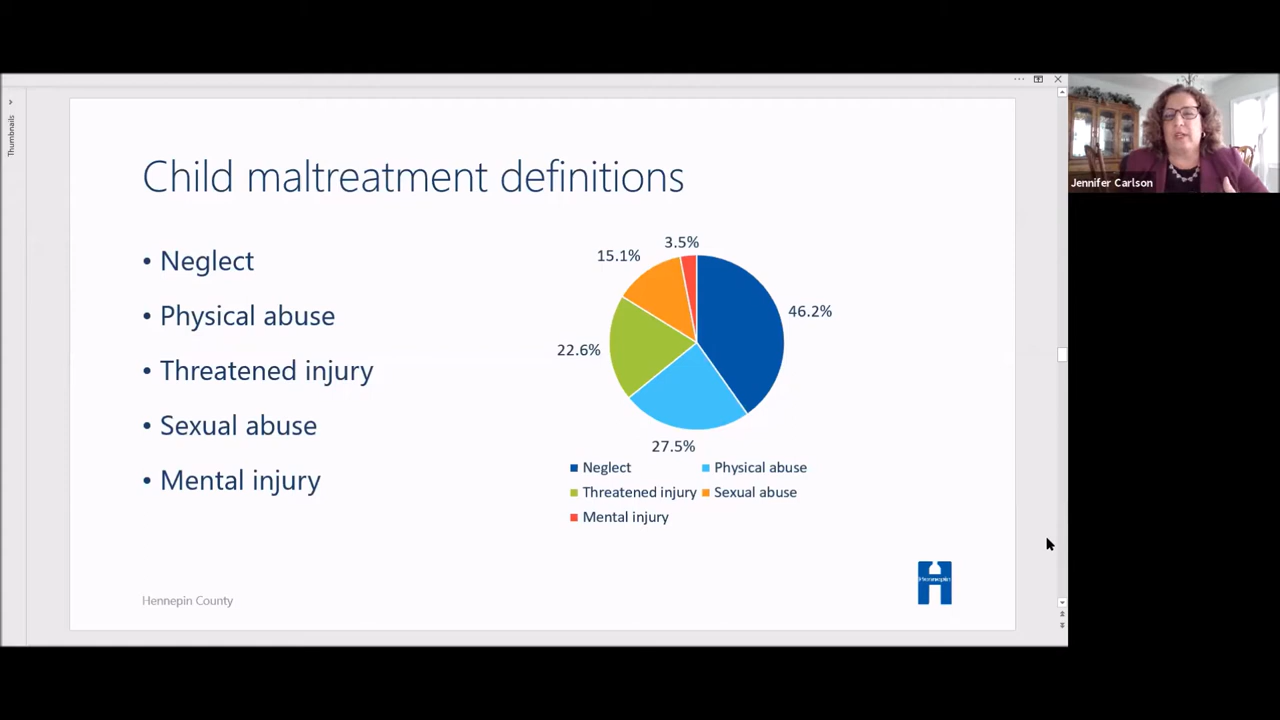 Thumbnails
Child maltreatment definitions
• Neglect
• Physical abuse
• Threatened injury
• Sexual abuse
• Mental injury
3.5%
15.1%
46.2%
22.6%
27.5%
Neglect
Physical abuse
Threatened injury
Sexual abuse
Mental injury
Hennepin County
Hennepin
Jennifer Carlson